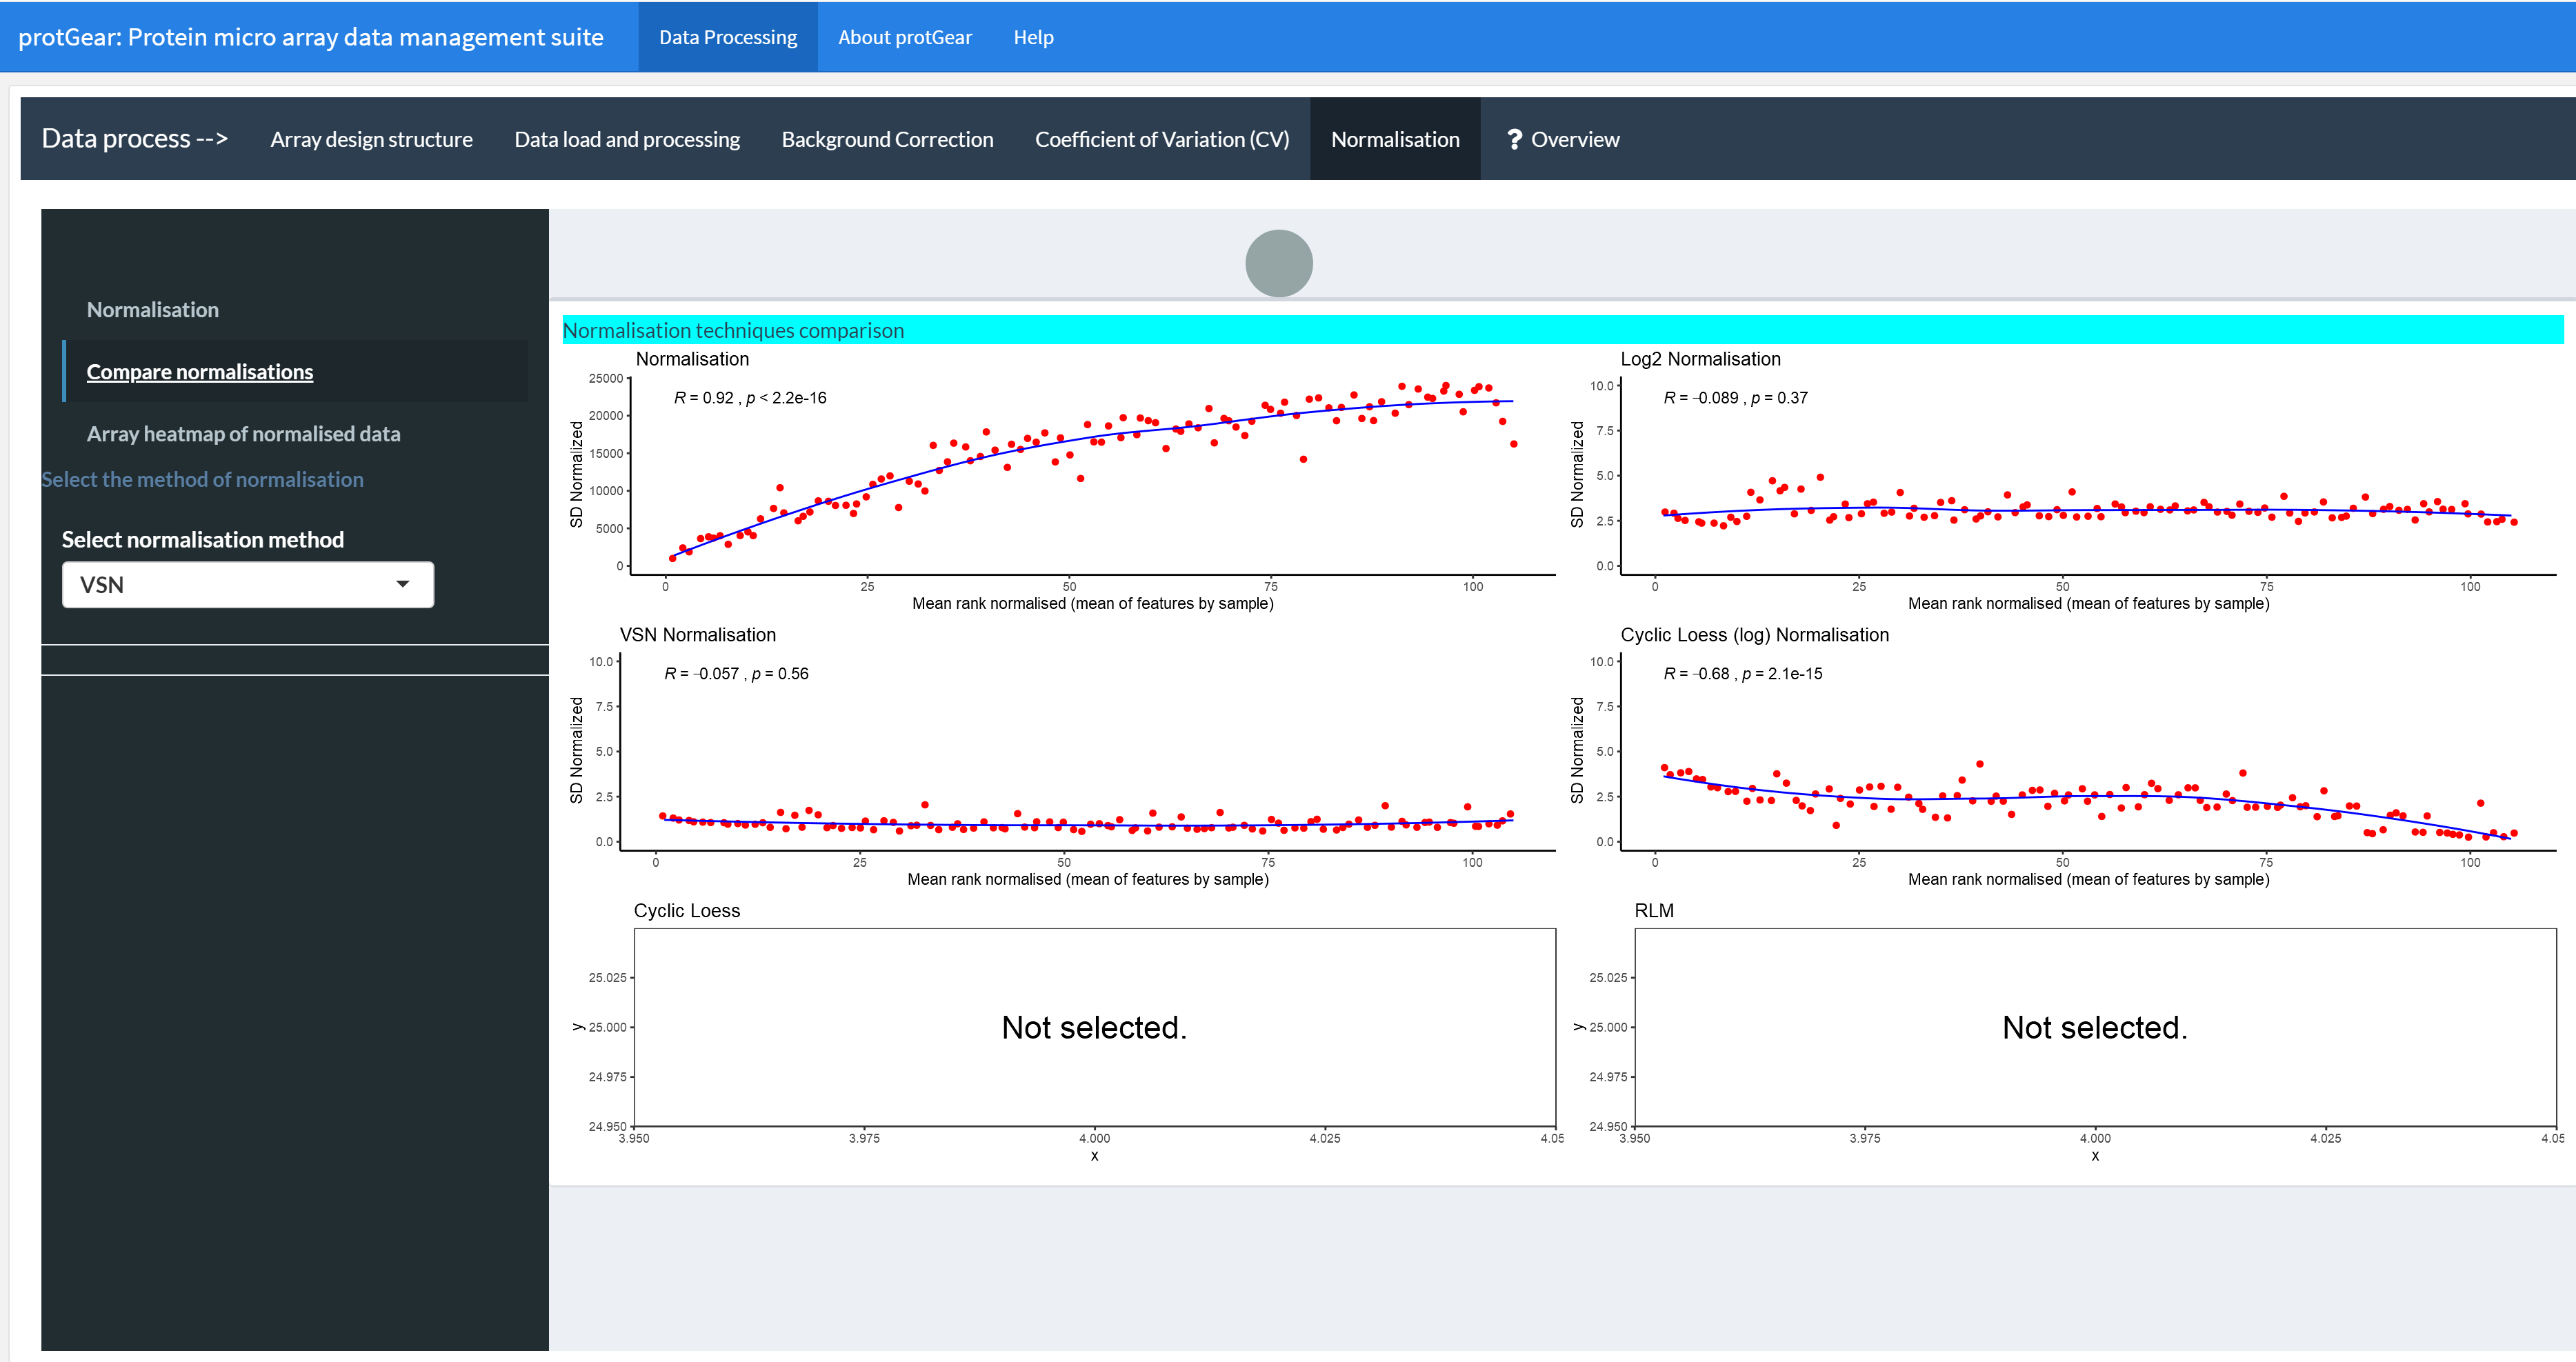 protGear: Protein micro array data management suite Data Processing About protGear Help
Data process --> Array design structure Data load and processing Background Correction Coefficient of Variation (CV) Normalisation ? Overview
Normalisation
Compare normalisations
Array heatmap of normalised data
Select the method of normalisation
Select normalisation method
VSN
Normalisation techniques comparison
Normalisation
R = 0.92 , p < 2.2e-16
SD Normalized
25000
20000
15000
10000
5000
0
0 25 50 75 100
Mean rank normalised (mean of features by sample)
Log2 Normalisation
R = -0.089 , p = 0.37
SD Normalized
10.0
7.5
5.0
2.5
0.0
0 25 50 75 100
Mean rank normalised (mean of features by sample)
VSN Normalisation
R = -0.057 , p = 0.56
SD Normalized
10.0
7.5
5.0
2.5
0.0
0 25 50 75 100
Mean rank normalised (mean of features by sample)
Cyclic Loess (log) Normalisation
R = -0.68 , p = 2.1e-15
SD Normalized
10.0
7.5
5.0
2.5
0.0
0 25 50 75 100
Mean rank normalised (mean of features by sample)
Cyclic Loess
y
25.025
25.000
24.975
24.950
Not selected.
3.950 3.975 4.000 4.025 4.05
x
RLM
y
25.025
25.000
24.975
24.950
Not selected.
3.950 3.975 4.000 4.025 4.05
x